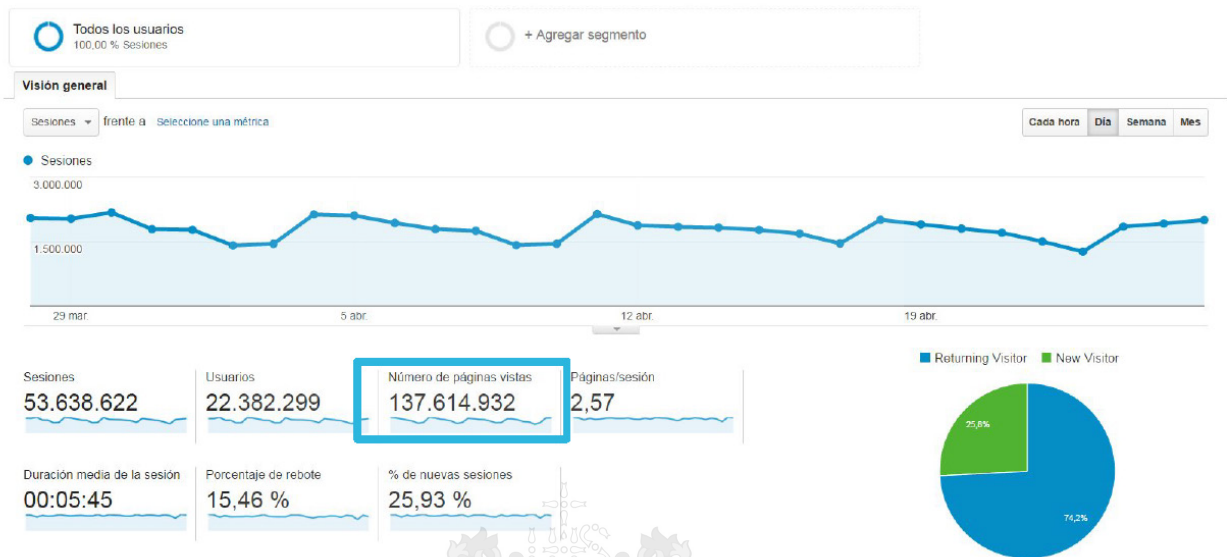 Todos los usuarios
100,00 % Sesiones
+ Agregar segmento
Visión general
Sesiones frente a Seleccione una métrica
Cada hora Día Semana Mes
Sesiones
3.000.000
1.500.000
29 mar. 5 abr. 12 abr. 19 abr.
Returning Visitor New Visitor
Sesiones Usuarios Número de páginas vistas Páginas/sesión
53.638.622 22.382.299 137.614.932 2,57
25,8%
Duración media de la sesión Porcentaje de rebote % de nuevas sesiones
00:05:45 15,46 % 25,93 %
74,2%